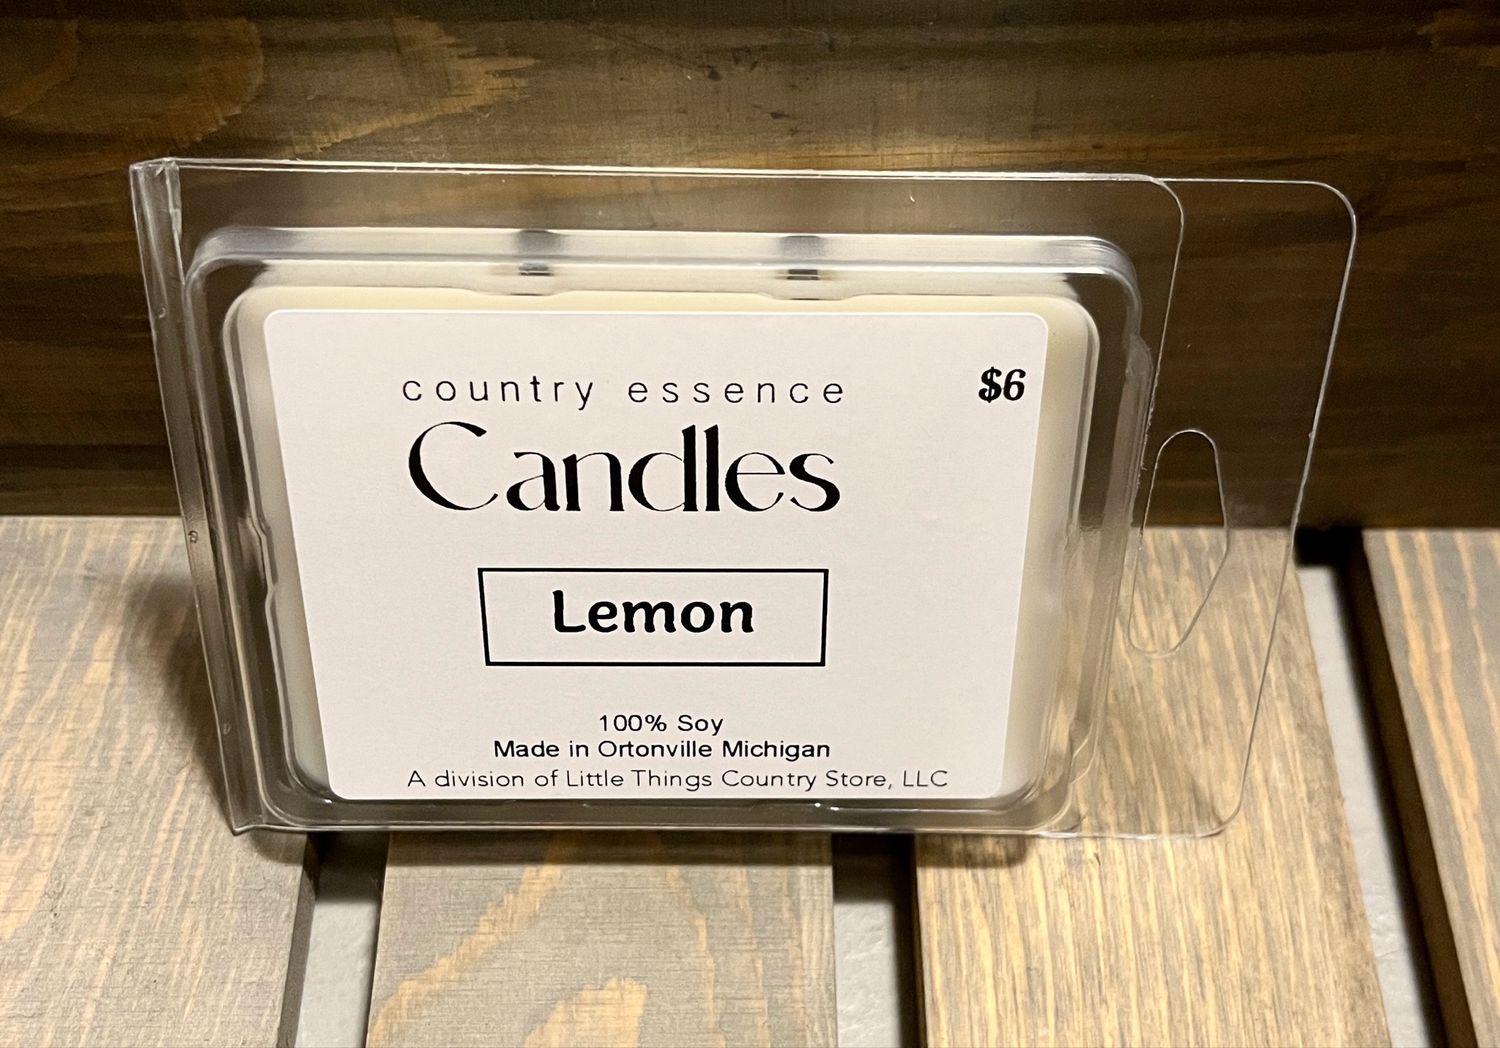 country essence
$6
Candles
Lemon
100% Soy
Made in Ortonville Michigan
A division of Little Things Country Store, LLC